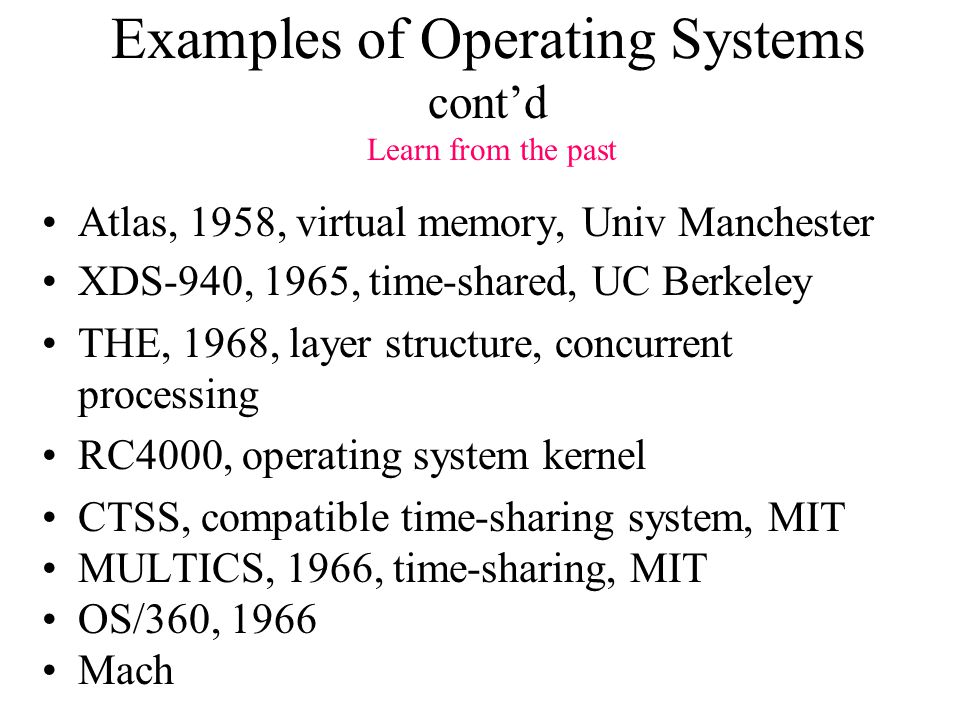 Examples of Operating Systems
cont’d
Learn from the past
• Atlas, 1958, virtual memory, Univ Manchester
• XDS-940, 1965, time-shared, UC Berkeley
• THE, 1968, layer structure, concurrent
processing
• RC4000, operating system kernel
• CTSS, compatible time-sharing system, MIT
• MULTICS, 1966, time-sharing, MIT
• OS/360, 1966
• Mach